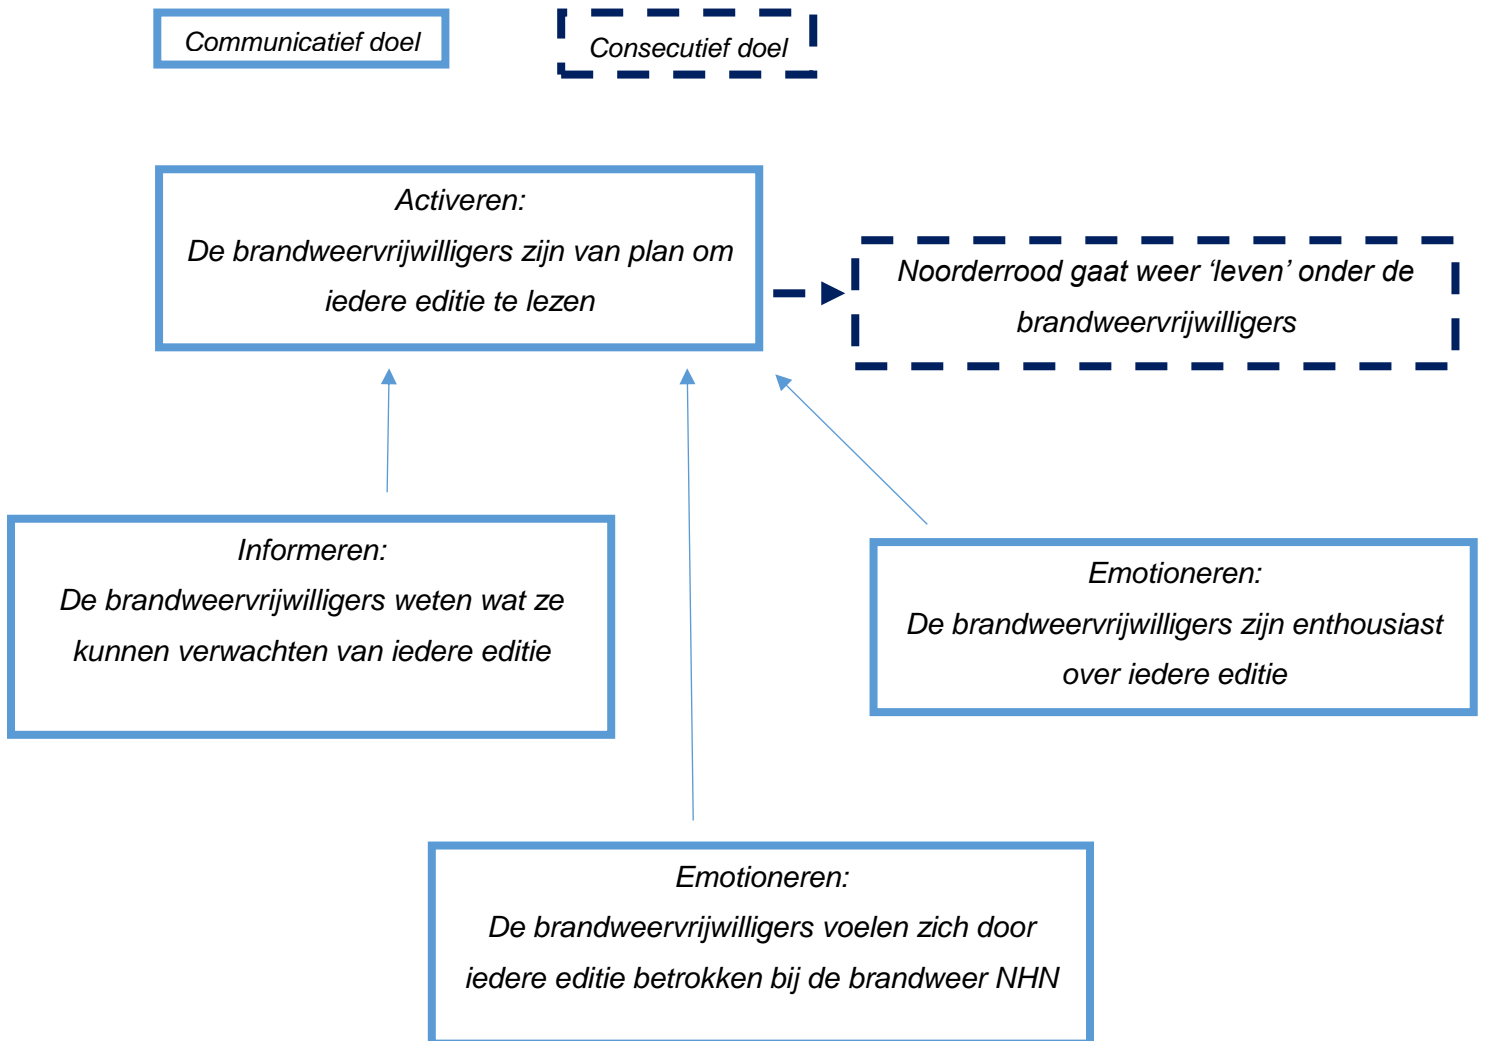 Communicatief doel
Consecutief doel
Activeren:
De brandweervrijwilligers zijn van plan om
iedere editie te lezen
Noorderrood gaat weer ‘leven’ onder de
brandweervrijwilligers
Informeren:
De brandweervrijwilligers weten wat ze
kunnen verwachten van iedere editie
Emotioneren:
De brandweervrijwilligers zijn enthousiast
over iedere editie
Emotioneren:
De brandweervrijwilligers voelen zich door
iedere editie betrokken bij de brandweer NHN